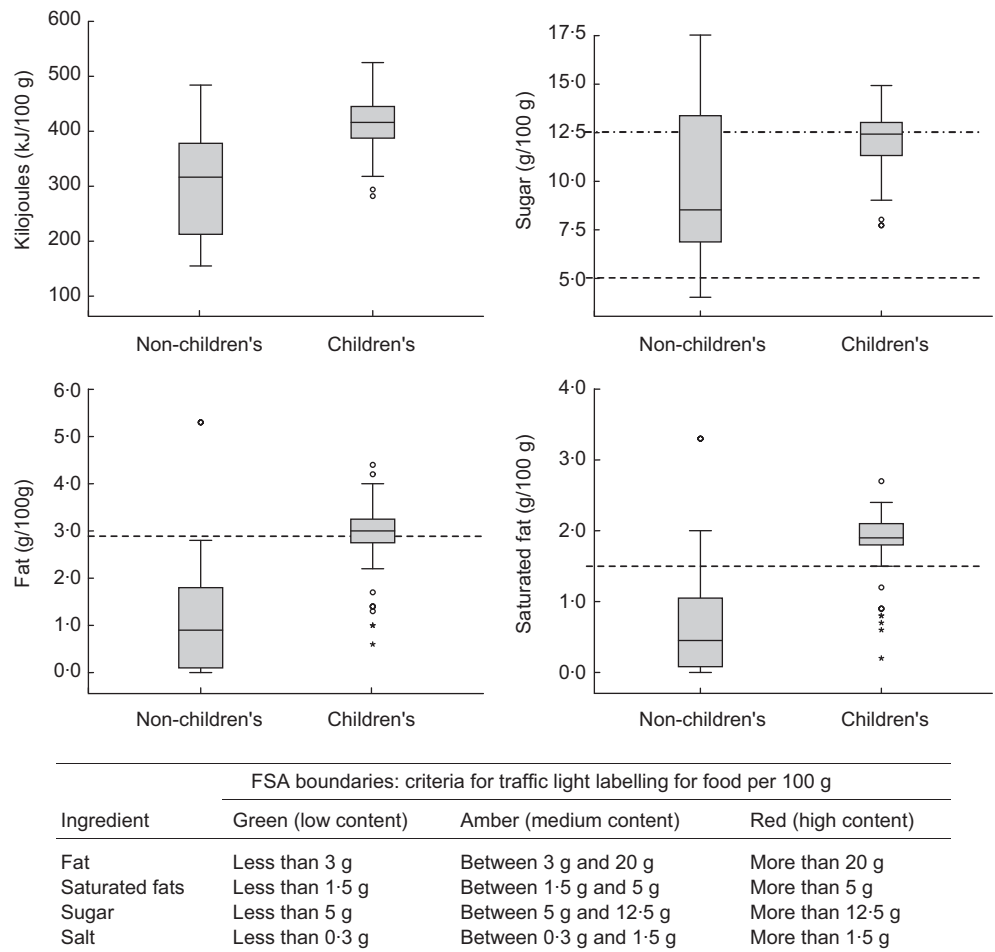 600
500
400
300
200
100
Kilojoules (kJ/100 g)
Non-children's Children's
17·5
15·0
12·5
10·0
7·5
5·0
Sugar (g/100 g)
Non-children's Children's
6·0
5·0
4·0
3·0
2·0
1·0
0·0
Fat (g/100g)
Non-children's Children's
4·0
3·0
2·0
1·0
0·0
Saturated fat (g/100 g)
Non-children's Children's
FSA boundaries: criteria for traffic light labelling for food per 100 g
Ingredient Green (low content) Amber (medium content) Red (high content)
Fat Less than 3 g Between 3 g and 20 g More than 20 g
Saturated fats Less than 1·5 g Between 1·5 g and 5 g More than 5 g
Sugar Less than 5 g Between 5 g and 12·5 g More than 12·5 g
Salt Less than 0·3 g Between 0·3 g and 1·5 g More than 1·5 g